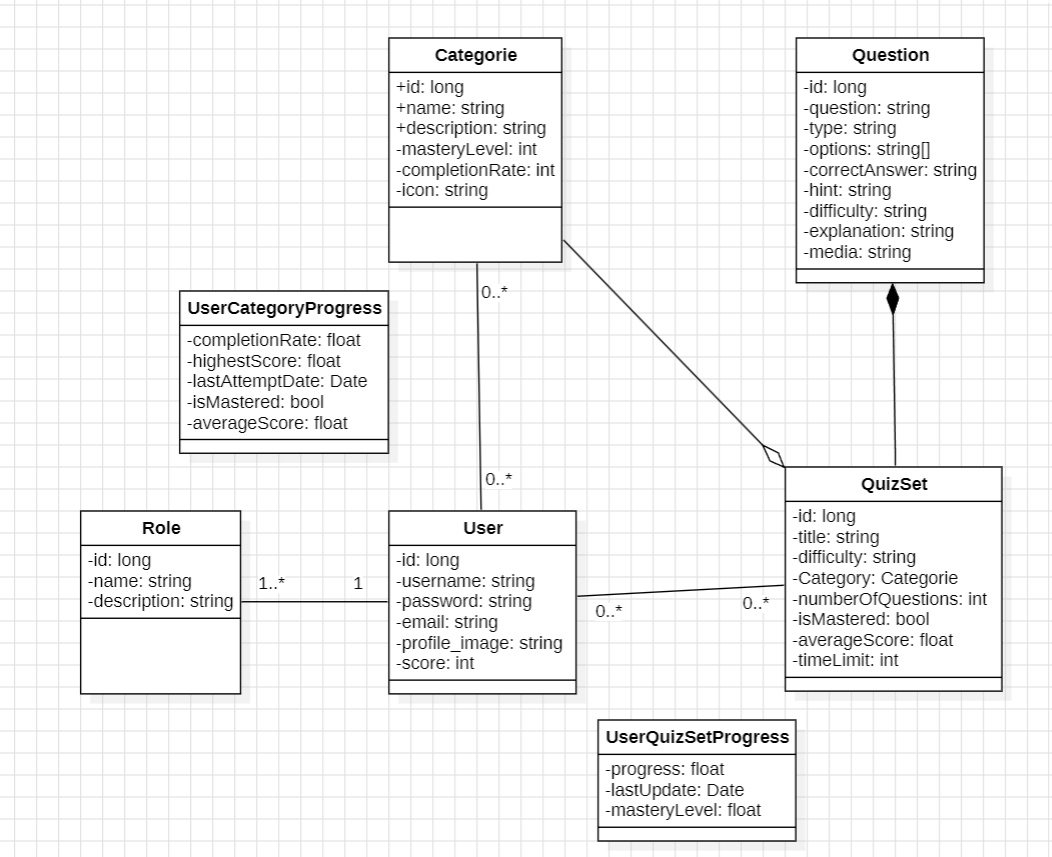 Categorie
+id: long
+name: string
+description: string
-masteryLevel: int
-completionRate: int
-icon: string
Question
-id: long
-question: string
-type: string
-options: string[]
-correctAnswer: string
-hint: string
-difficulty: string
-explanation: string
-media: string
0..*
UserCategoryProgress
-completionRate: float
-highestScore: float
-lastAttemptDate: Date
-isMastered: bool
-averageScore: float
0..*
Role
-id: long
-name: string
-description: string
1..*
1
User
-id: long
-username: string
-password: string
-email: string
-profile_image: string
-score: int
0..*
0..*
QuizSet
-id: long
-title: string
-difficulty: string
-Category: Categorie
-numberOfQuestions: int
-isMastered: bool
-averageScore: float
-timeLimit: int
UserQuizSetProgress
-progress: float
-lastUpdate: Date
-masteryLevel: float